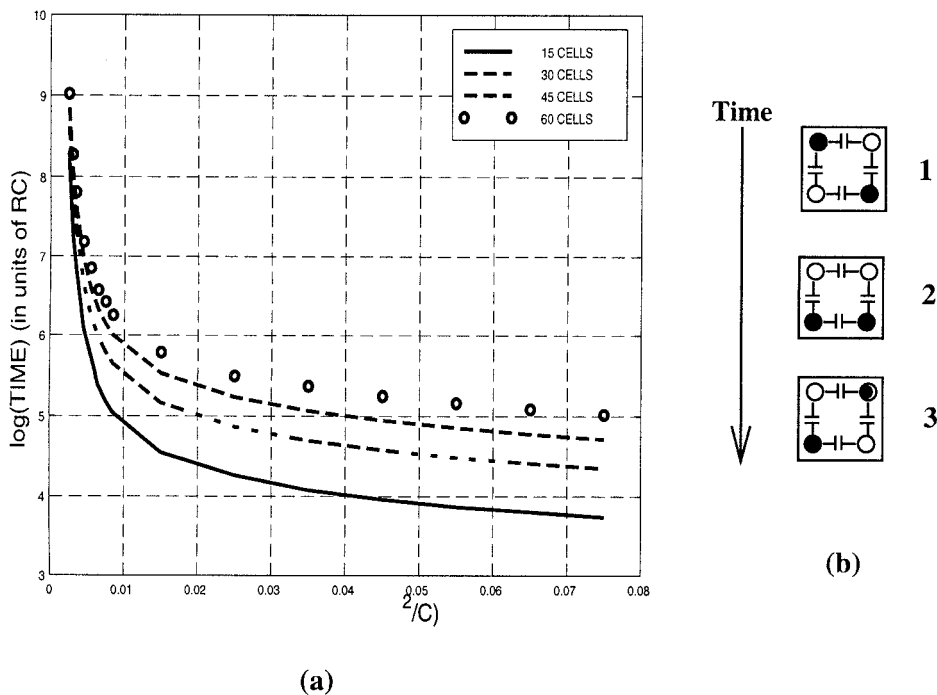 10
9
8
7
6
5
4
3
log(TIME) (in units of RC)
15 CELLS
30 CELLS
45 CELLS
60 CELLS
0 0.01 0.02 0.03 0.04 0.05 0.06 0.07 0.08
2/C)
(a)
Time
1
2
3
(b)